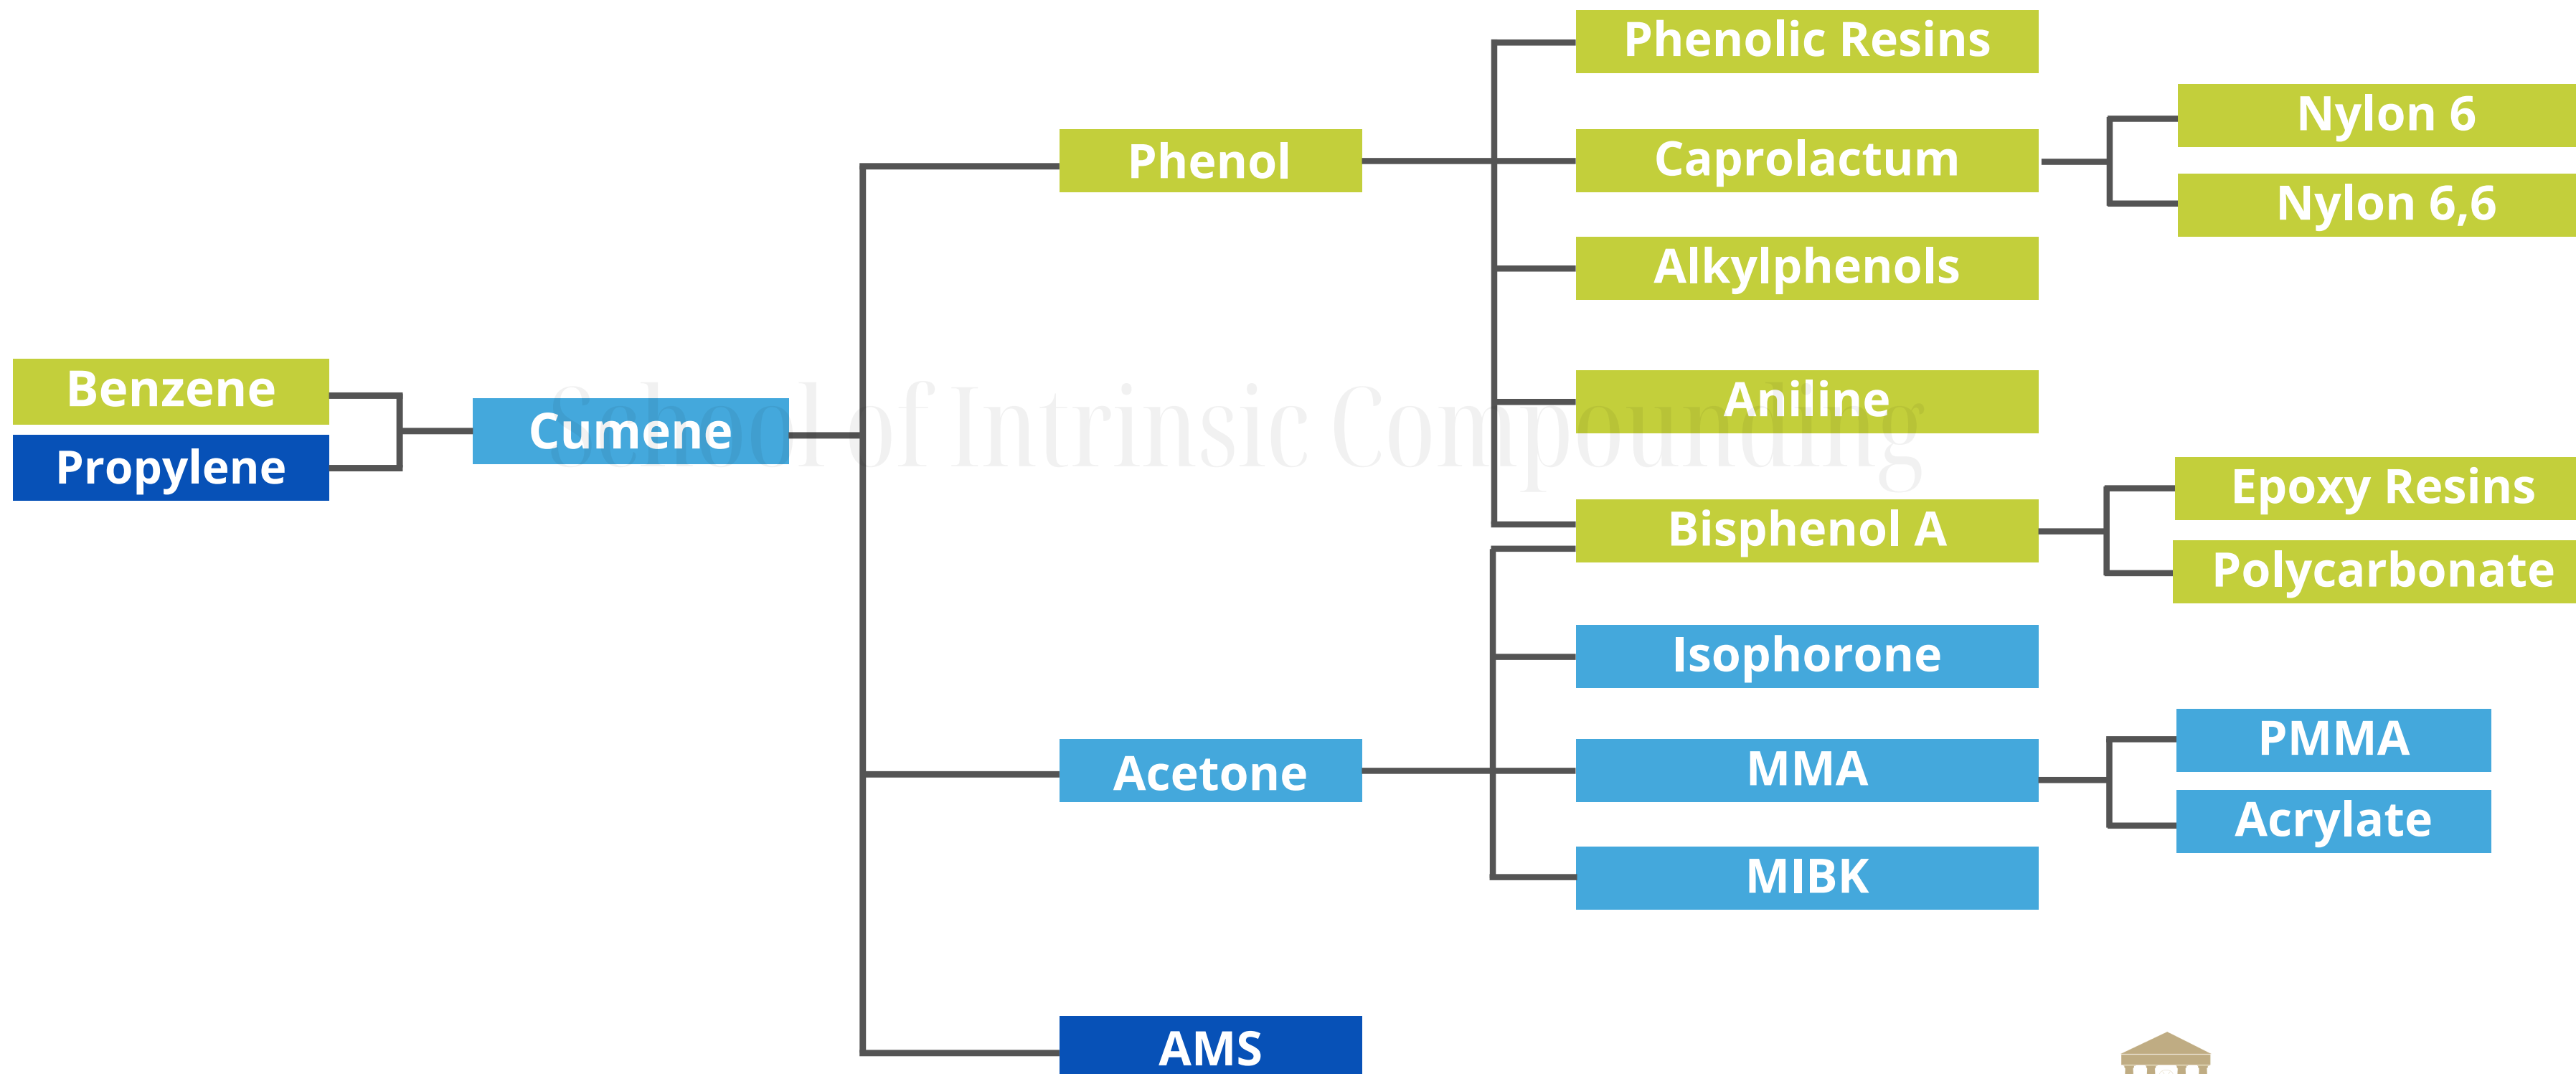 Phenolic Resins
Nylon 6
Phenol
Caprolactum
Nylon 6,6
Alkylphenols
Benzene
Aniline
Cumene
School of Intrinsic Compounding
Propylene
Epoxy Resins
Bisphenol A
Polycarbonate
Isophorone
PMMA
Acetone
MMA
Acrylate
MIBK
AMS